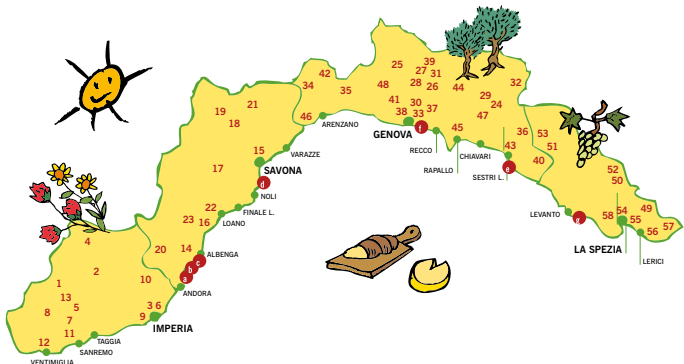 25
39
27
31
42
34
35
48
28
26
44
32
19
21
18
41
30
38
33
37
29
24
47
46
ARENZANO
GENOVA
f
RECCO
45
RAPALLO
CHIAVARI
36
43
SESTRI L.
e
53
51
40
15
VARAZZE
SAVONA
17
d
NOLI
52
50
22
FINALE L.
23
16
LOANO
LEVANTO
g
58
54
49
55
56
57
LA SPEZIA
LERICI
4
20
14
ALBENGA
c
b
a
ANDORA
2
10
1
13
5
8
7
3 6
9
IMPERIA
11
12
TAGGIA
SANREMO
VENTIMIGLIA